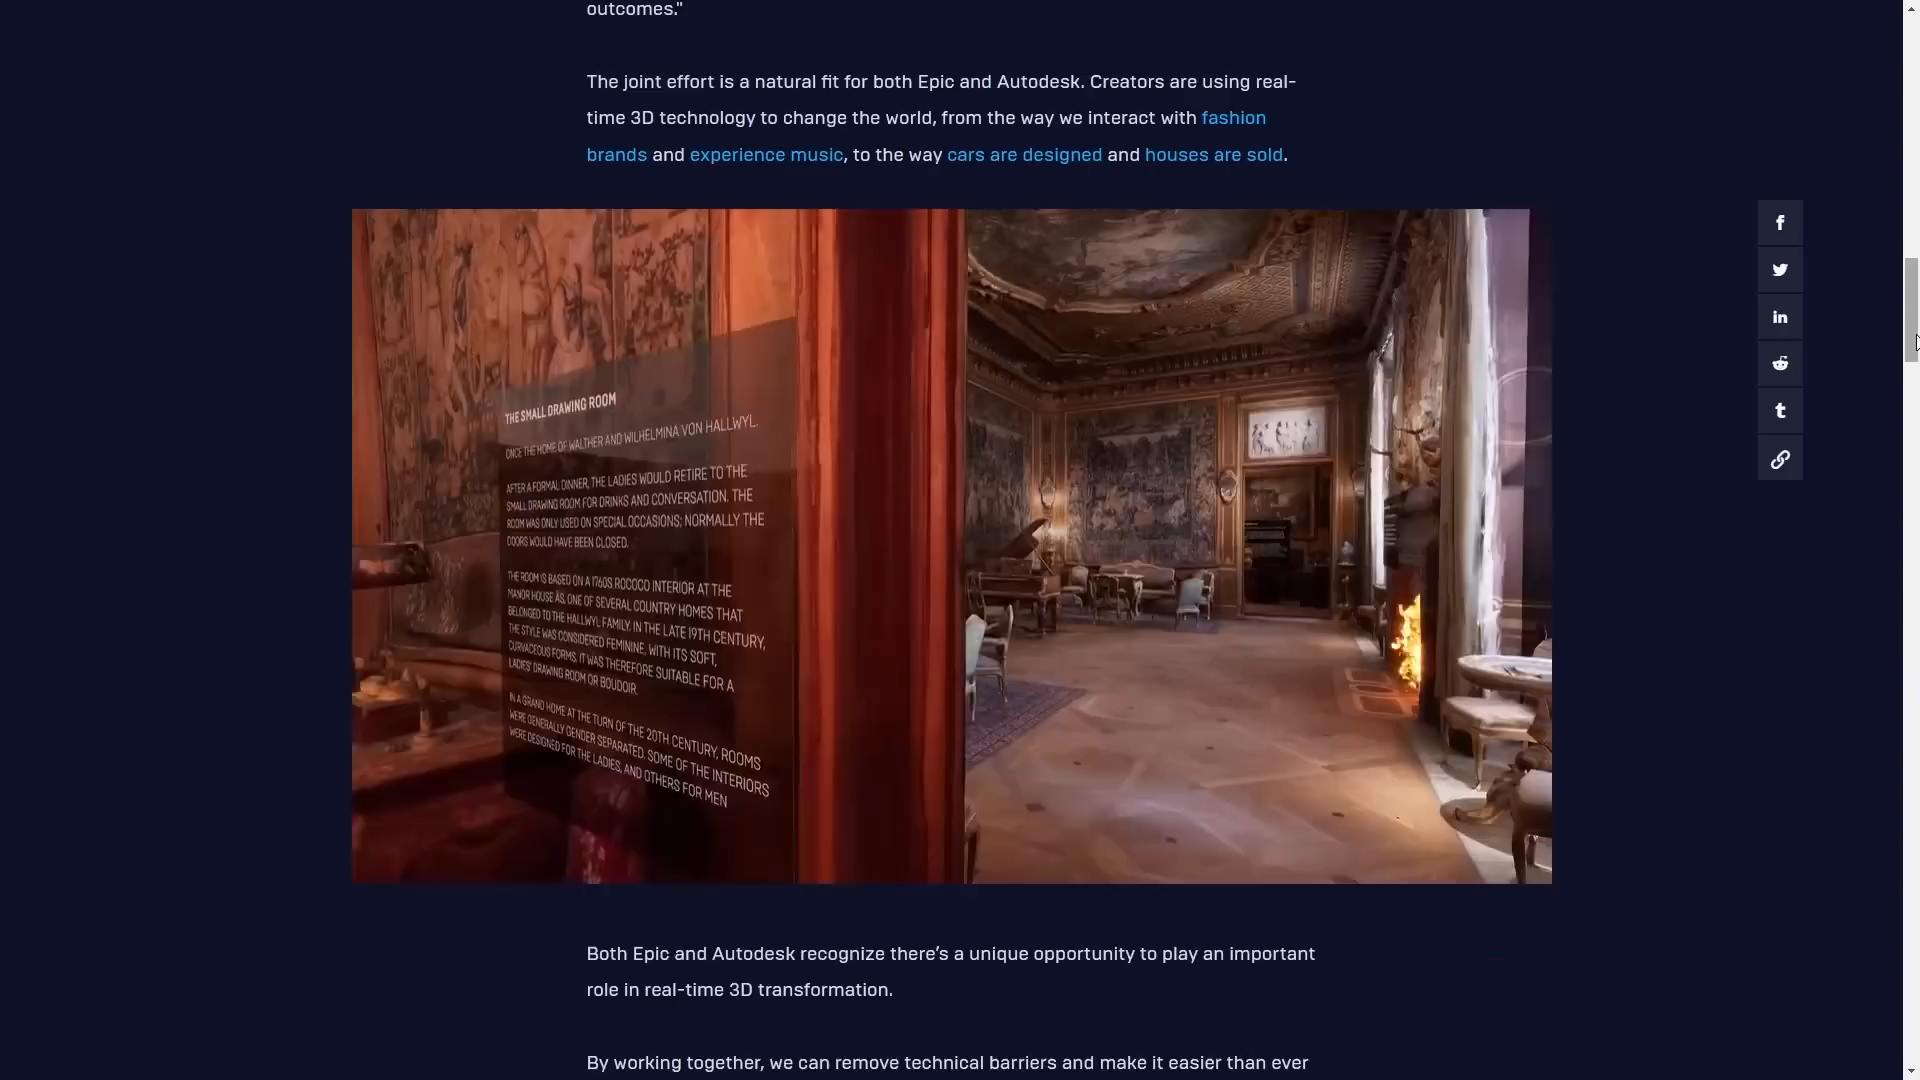 outcomes."
The joint effort is a natural fit for both Epic and Autodesk. Creators are using real-
time 3D technology to change the world, from the way we interact with fashion
brands and experience music, to the way cars are designed and houses are sold.
THE SMALL DRAWING ROOM
ONCE THE HOME OF WALTHER AND WILHELMINA VON HALLWYL.
AFTER A FORMAL DINNER, THE LADIES WOULD RETIRE TO THE
SMALL DRAWING ROOM FOR DRINKS AND CONVERSATION. THE
ROOM WAS ONLY USED ON SPECIAL OCCASIONS; NORMALLY THE
DOORS WOULD HAVE BEEN CLOSED.
THE ROOM IS BASED ON A 1760S ROCOCO INTERIOR AT THE
MANOR HOUSE ÅS, ONE OF SEVERAL COUNTRY HOMES THAT
BELONGED TO THE HALLWYL FAMILY. IN THE LATE 19TH CENTURY,
THE STYLE WAS CONSIDERED FEMININE, WITH ITS SOFT,
CURVACEOUS FORMS. IT WAS THEREFORE SUITABLE FOR A
LADIES' DRAWING ROOM OR BOUDOIR.
IN A GRAND HOME AT THE TURN OF THE 20TH CENTURY, ROOMS
WERE GENERALLY GENDER SEPARATED. SOME OF THE INTERIORS
WERE DESIGNED FOR THE LADIES, AND OTHERS FOR MEN
Both Epic and Autodesk recognize there’s a unique opportunity to play an important
role in real-time 3D transformation.
By working together, we can remove technical barriers and make it easier than ever